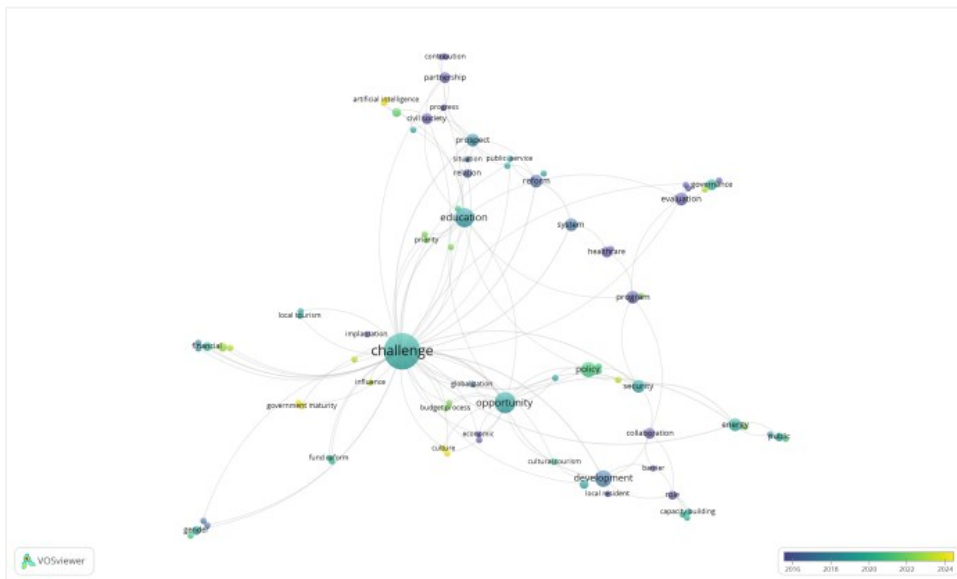 contribution
partnership
artificial intelligence
progress
civil society
prospect
situation
public service
relation
reform
governance
evaluation
education
system
priority
healthcare
program
local tourism
implantation
financial
challenge
policy
globalization
influence
security
government maturity
budget process
opportunity
economic
collaboration
energy
public
culture
fund reform
cultural tourism
barrier
development
local resident
role
capacity building
gender
VOSviewer
2016 2018 2020 2022 2024